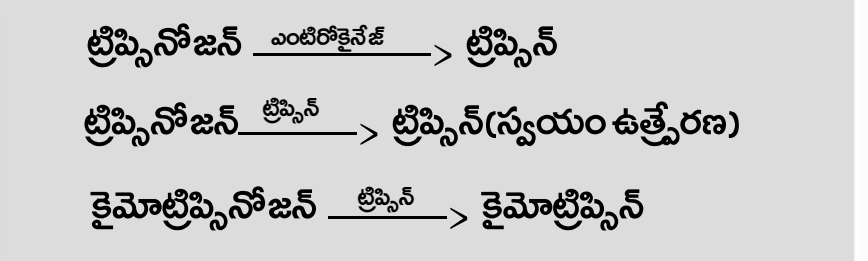 ట్రిప్సినోజన్ ఎంటిరోకైనేజ్ > ట్రిప్సిన్
ట్రిప్సినోజన్ ట్రిప్సిన్ > ట్రిప్సిన్(స్వయం ఉత్ప్రేరణ)
కైమోట్రిప్సినోజన్ ట్రిప్సిన్ > కైమోట్రిప్సిన్